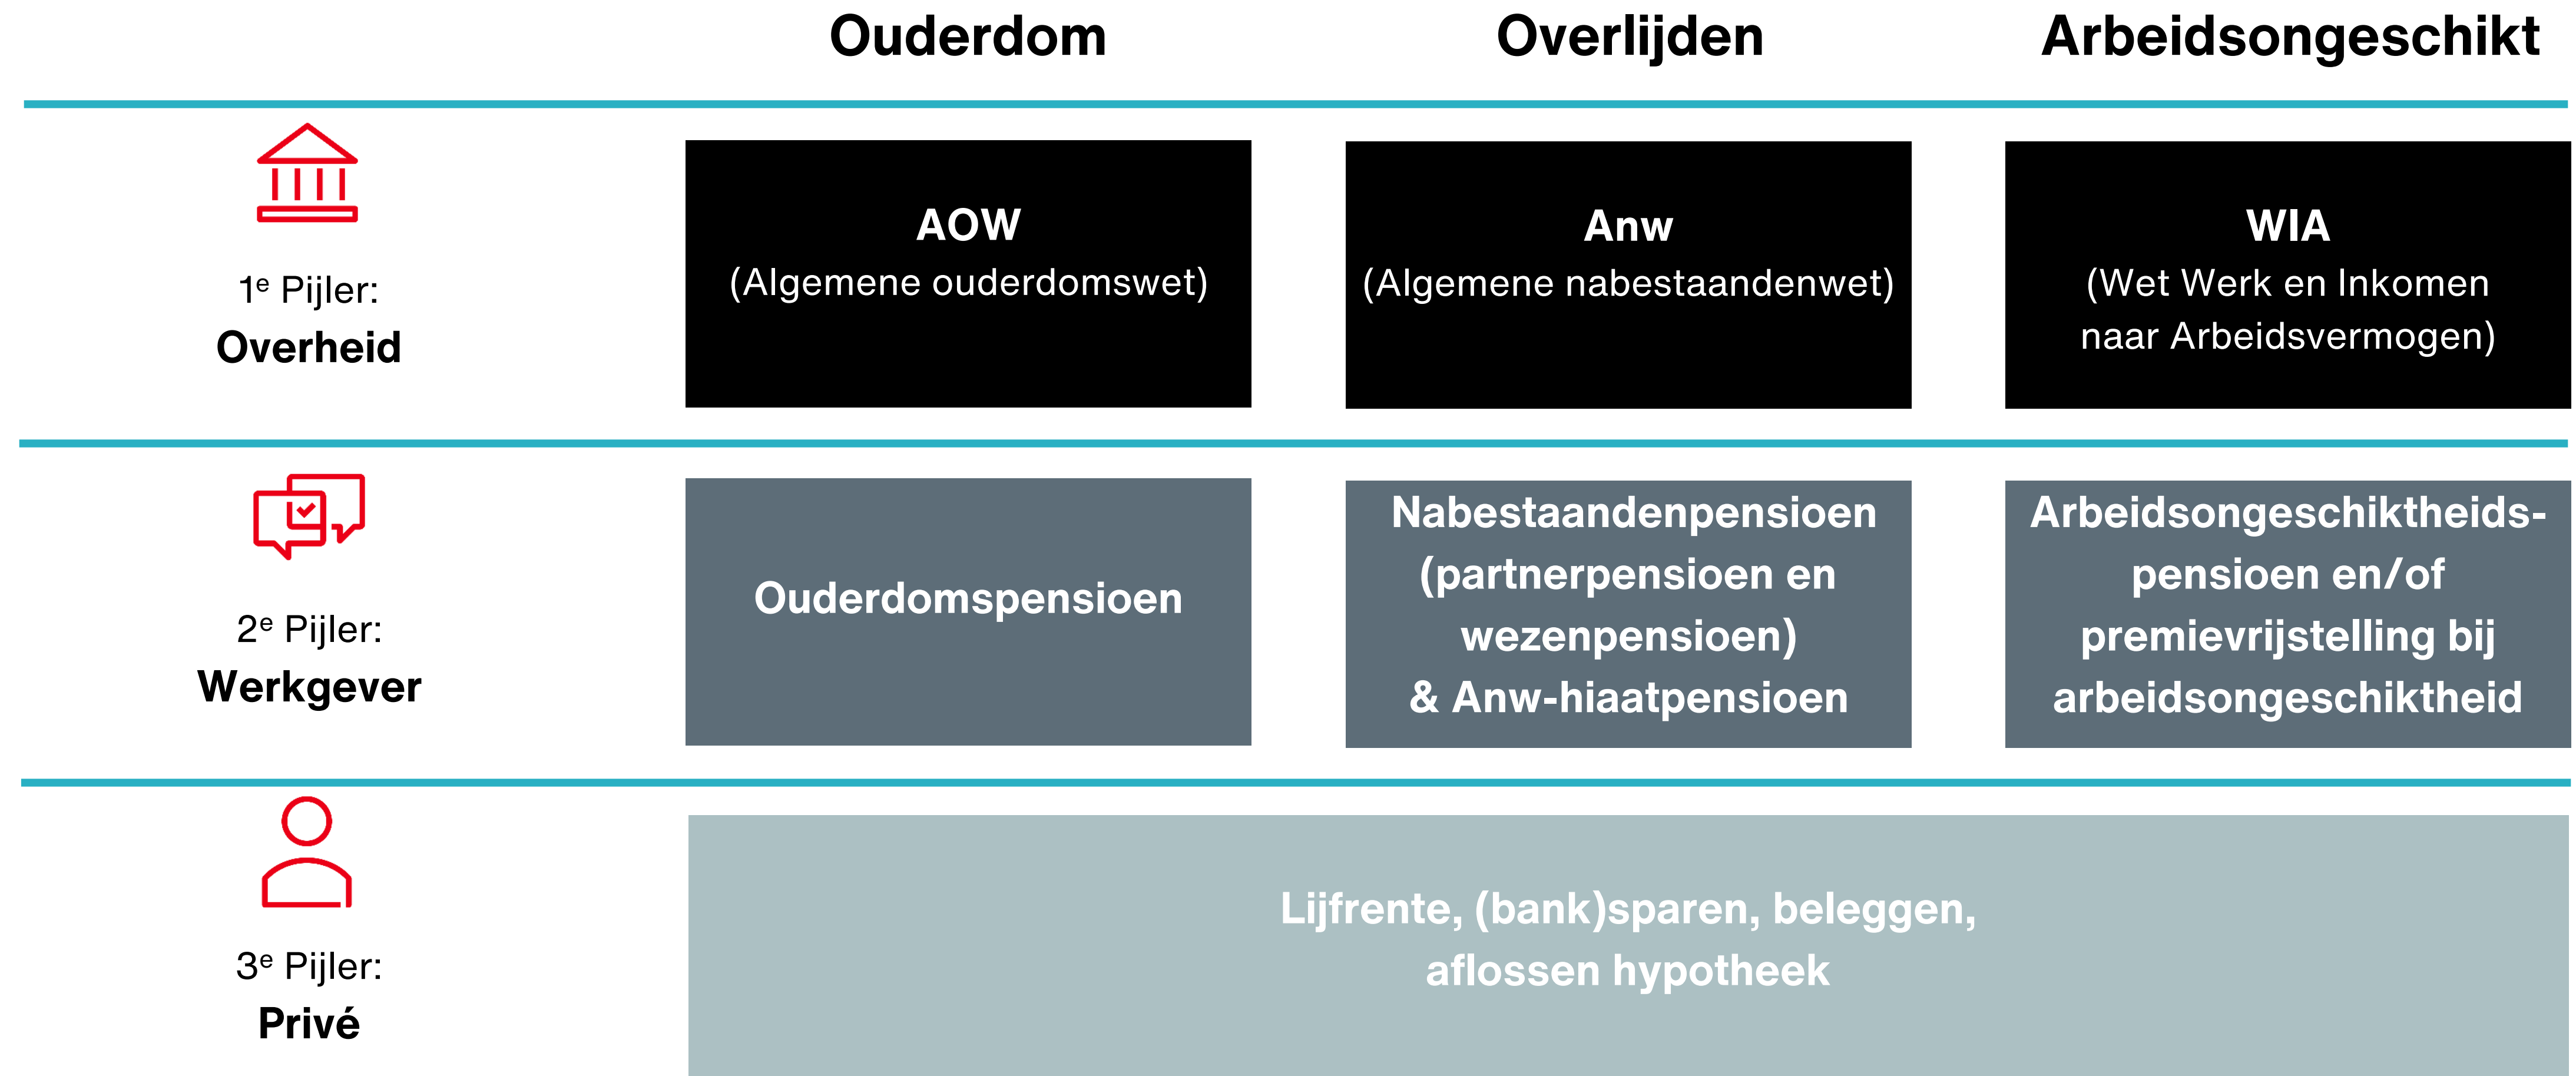 Ouderdom
Overlijden
Arbeidsongeschikt
1e Pijler:
Overheid
AOW
(Algemene ouderdomswet)
Anw
(Algemene nabestaandenwet)
WIA
(Wet Werk en Inkomen
naar Arbeidsvermogen)
2e Pijler:
Werkgever
Ouderdomspensioen
Nabestaandenpensioen
(partnerpensioen en
wezenpensioen)
& Anw-hiaatpensioen
Arbeidsongeschiktheids-
pensioen en/of
premievrijstelling bij
arbeidsongeschiktheid
3e Pijler:
Privé
Lijfrente, (bank)sparen, beleggen,
aflossen hypotheek